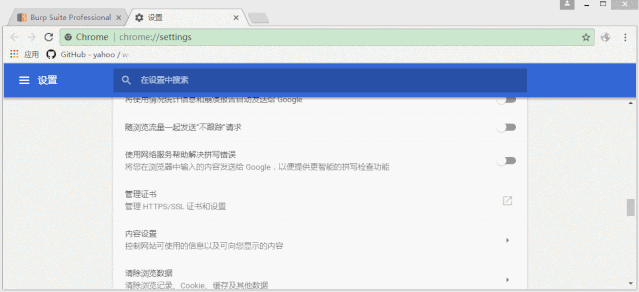 Burp Suite Professional
设置
Chrome | chrome://settings
应用
GitHub - yahoo / w
设置
在设置中搜索
将使用情况统计信息和崩溃报告自动发送给 Google
随浏览流量一起发送“不跟踪”请求
使用网络服务帮助解决拼写错误
将您在浏览器中输入的内容发送给 Google，以便提供更智能的拼写检查功能
管理证书
管理 HTTPS/SSL 证书和设置
内容设置
控制网站可使用的信息以及可向您显示的内容
清除浏览数据
清除浏览记录、Cookie、缓存及其他数据